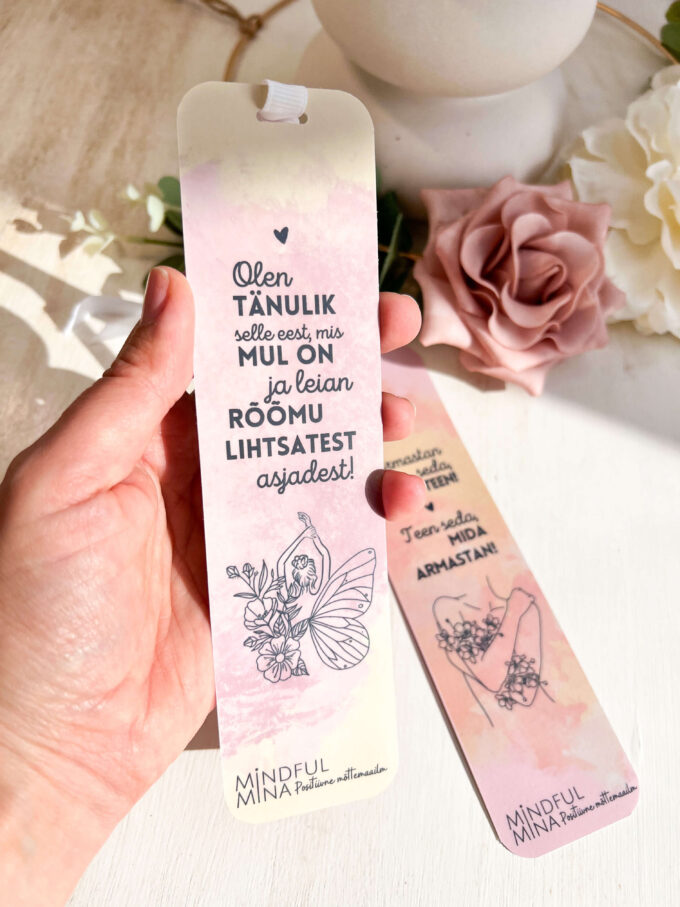 Olen
TÄNULIK
selle eest, mis
MUL ON
ja leian
RÕÕMU
LIHTSATEST
asjadest!
MINDFUL
MINA Positiivne mõttemaailm
seda,
Teen seda,
MIDA
ARMASTAN!
MINDFUL
MINA Positiivne mõttemaailm